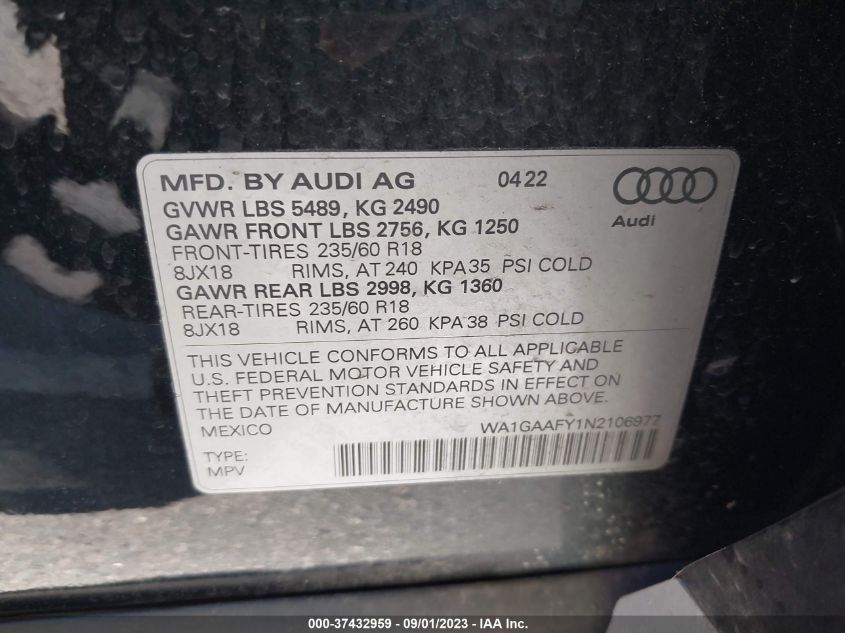 MFD. BY AUDI AG 0422
GVWR LBS 5489, KG 2490
Audi
GAWR FRONT LBS 2756, KG 1250
FRONT-TIRES 235/60 R18
8JX18 RIMS, AT 240 KPA35 PSI COLD
GAWR REAR LBS 2998, KG 1360
REAR-TIRES 235/60 R18
8JX18 RIMS, AT 260 KPA38 PSI COLD
THIS VEHICLE CONFORMS TO ALL APPLICABLE
U.S. FEDERAL MOTOR VEHICLE SAFETY AND
THEFT PREVENTION STANDARDS IN EFFECT ON
THE DATE OF MANUFACTURE SHOWN ABOVE.
MEXICO WA1GAAFY1N2106977
TYPE:
MPV
000-37432959 - 09/01/2023 - IAA Inc.